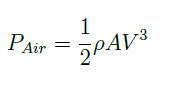 P_{Air} = \frac{1}{2} \rho A V^3